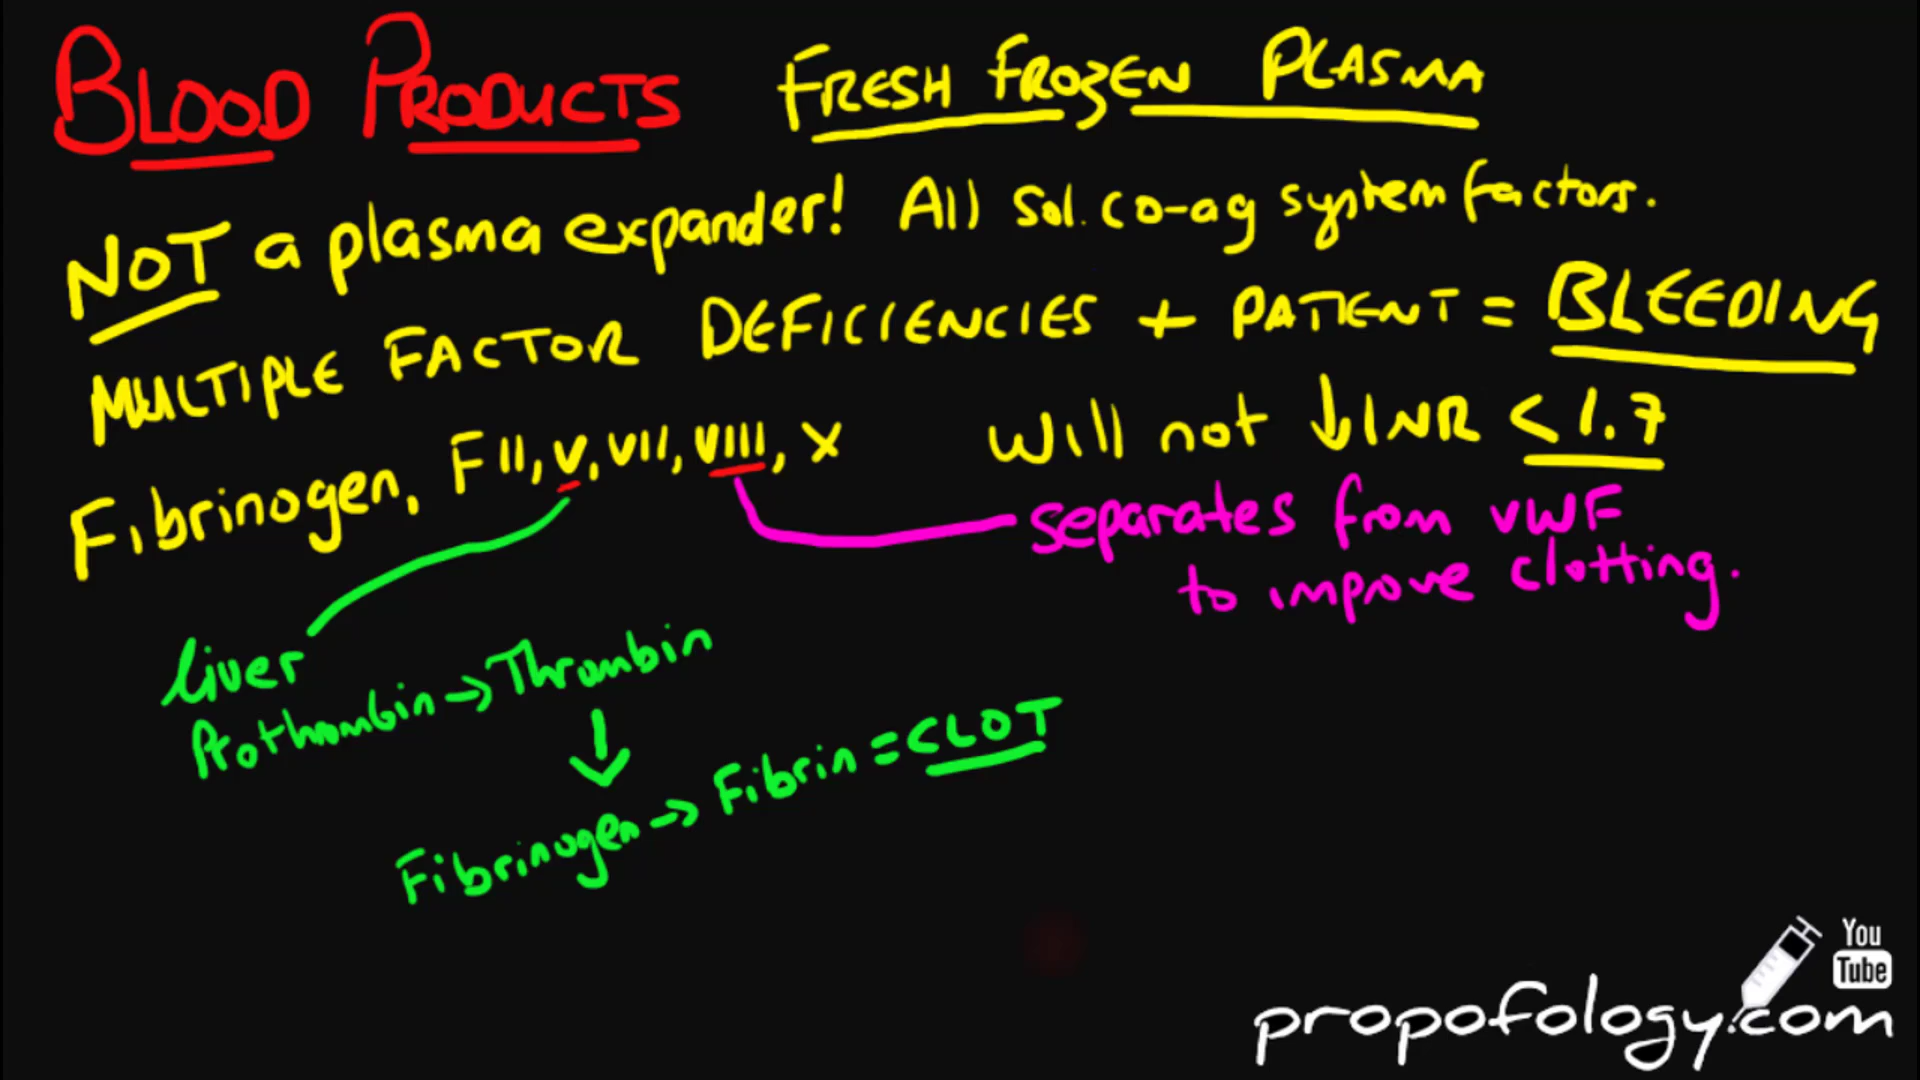 BLOOD PRODUCTS FRESH FROZEN PLASMA
NOT a plasma expander! All sol. co-ag system factors.
MULTIPLE FACTOR DEFICIENCIES + PATIENT = BLEEDING
Fibrinogen, FII, V, VII, VIII, X Will not ↓INR < 1.7
separates from vWF
to improve clotting.
liver
Prothrombin → Thrombin
↓
Fibrinogen → Fibrin = CLOT
You
Tube
propofology.com